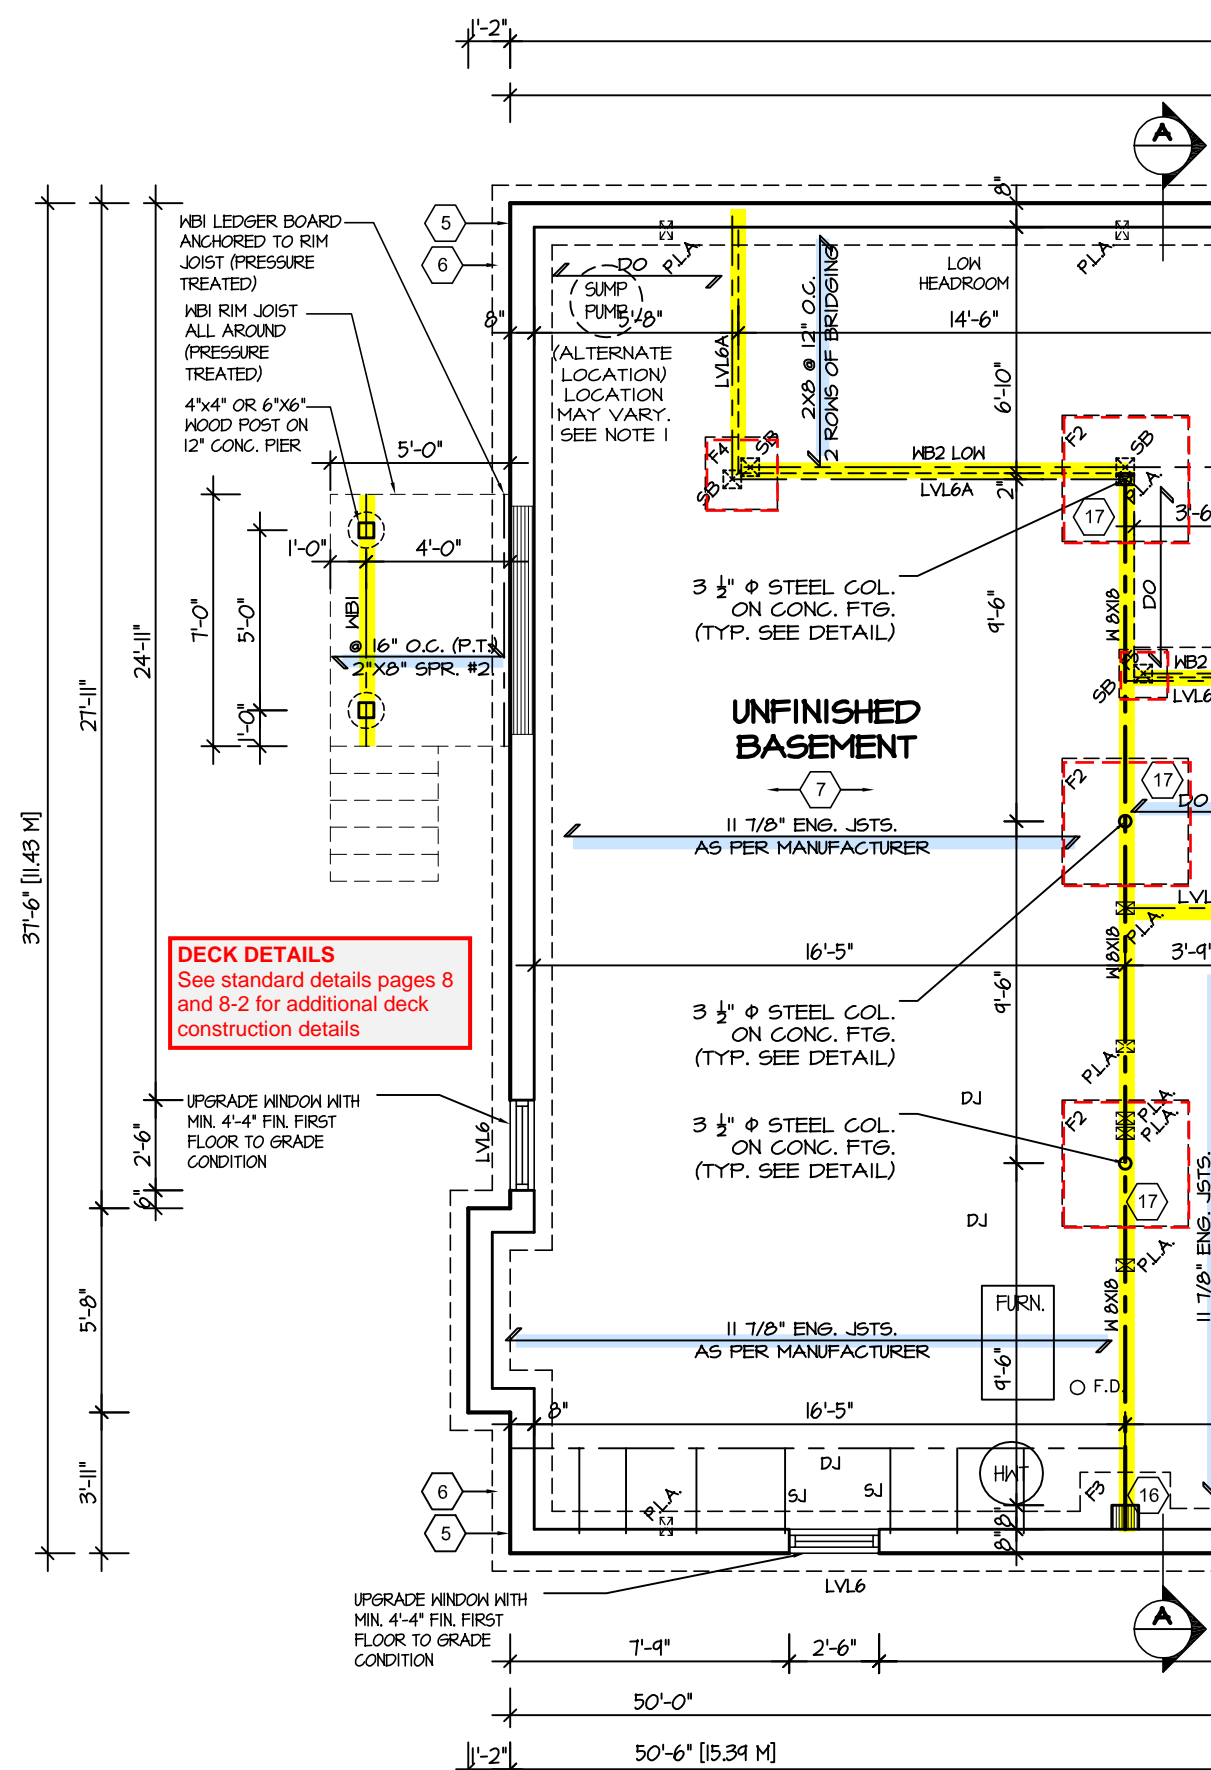 1'-2"
A
8"
WB1 LEDGER BOARD
ANCHORED TO RIM
JOIST (PRESSURE
TREATED)
5
6
P.L.A.
P.L.A.
DO
SUMP
PUMP
LOW
HEADROOM
WB1 RIM JOIST
ALL AROUND
(PRESSURE
TREATED)
8"
5'-8"
14'-6"
(ALTERNATE
LOCATION)
LOCATION
MAY VARY.
SEE NOTE 1
LVL6A
2X8 @ 12" O.C.
2 ROWS OF BRIDGING
6'-10"
4"x4" OR 6"X6"
WOOD POST ON
12" CONC. PIER
5'-0"
F4
SB
SB
WB2 LOW
LVL6A
2"
F2
SB
P.L.A.
17
3'-6
1'-0"
4'-0"
3 1/2" Φ STEEL COL.
ON CONC. FTG.
(TYP. SEE DETAIL)
9'-6"
W 8X18
DO
7'-0"
5'-0"
WB1
@ 16" O.C. (P.T.)
2"X8" SPR. #2
24'-11"
1'-0"
27'-11"
SB
WB2
LVL6
UNFINISHED
BASEMENT
7
F2
17
DO
11 7/8" ENG. JSTS.
AS PER MANUFACTURER
37'-6" [11.43 M]
LVL
P.L.A.
W 8X18
DECK DETAILS
See standard details pages 8
and 8-2 for additional deck
construction details
16'-5"
3'-9"
9'-6"
3 1/2" Φ STEEL COL.
ON CONC. FTG.
(TYP. SEE DETAIL)
P.L.A.
UPGRADE WINDOW WITH
MIN. 4'-4" FIN. FIRST
FLOOR TO GRADE
CONDITION
LVL6
2'-6"
6"
DJ
3 1/2" Φ STEEL COL.
ON CONC. FTG.
(TYP. SEE DETAIL)
F2
P.L.A.
P.L.A.
17
DJ
P.L.A.
11 7/8" ENG. JSTS.
5'-8"
FURN.
W 8X18
11 7/8" ENG. JSTS.
AS PER MANUFACTURER
9'-6"
F.D.
8"
16'-5"
3'-11"
DJ
HWT
SJ
SJ
P.L.A.
F3
16
6
5
8"
8"
UPGRADE WINDOW WITH
MIN. 4'-4" FIN. FIRST
FLOOR TO GRADE
CONDITION
LVL6
A
7'-9"
2'-6"
50'-0"
1'-2"
50'-6" [15.39 M]